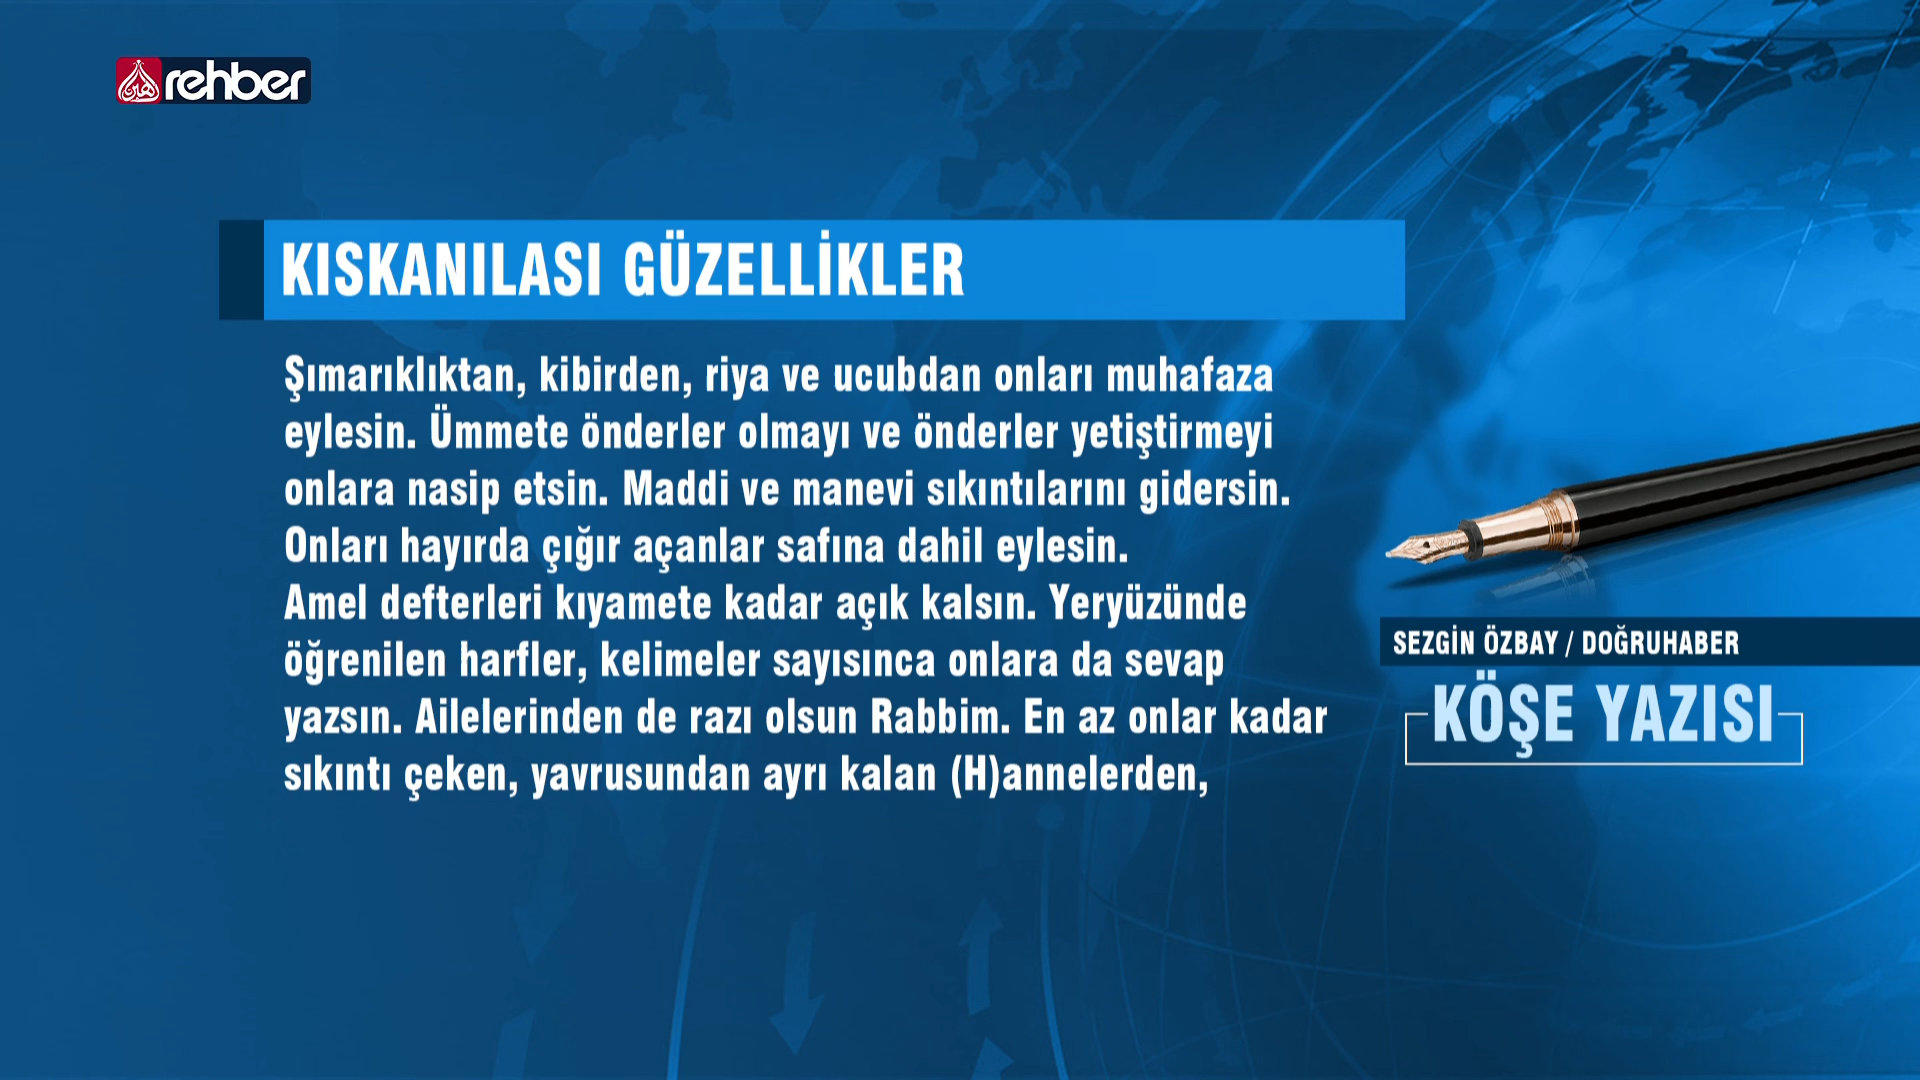 rehber
KISKANILASI GÜZELLİKLER
Şımarıklıktan, kibirden, riya ve ucubdan onları muhafaza
eylesin. Ümmete önderler olmayı ve önderler yetiştirmeyi
onlara nasip etsin. Maddi ve manevi sıkıntılarını gidersin.
Onları hayırda çığır açanlar safına dahil eylesin.
Amel defterleri kıyamete kadar açık kalsın. Yeryüzünde
öğrenilen harfler, kelimeler sayısınca onlara da sevap
yazsın. Ailelerinden de razı olsun Rabbim. En az onlar kadar
sıkıntı çeken, yavrusundan ayrı kalan (H)annelerden,
SEZGİN ÖZBAY / DOĞRUHABER
KÖŞE YAZISI